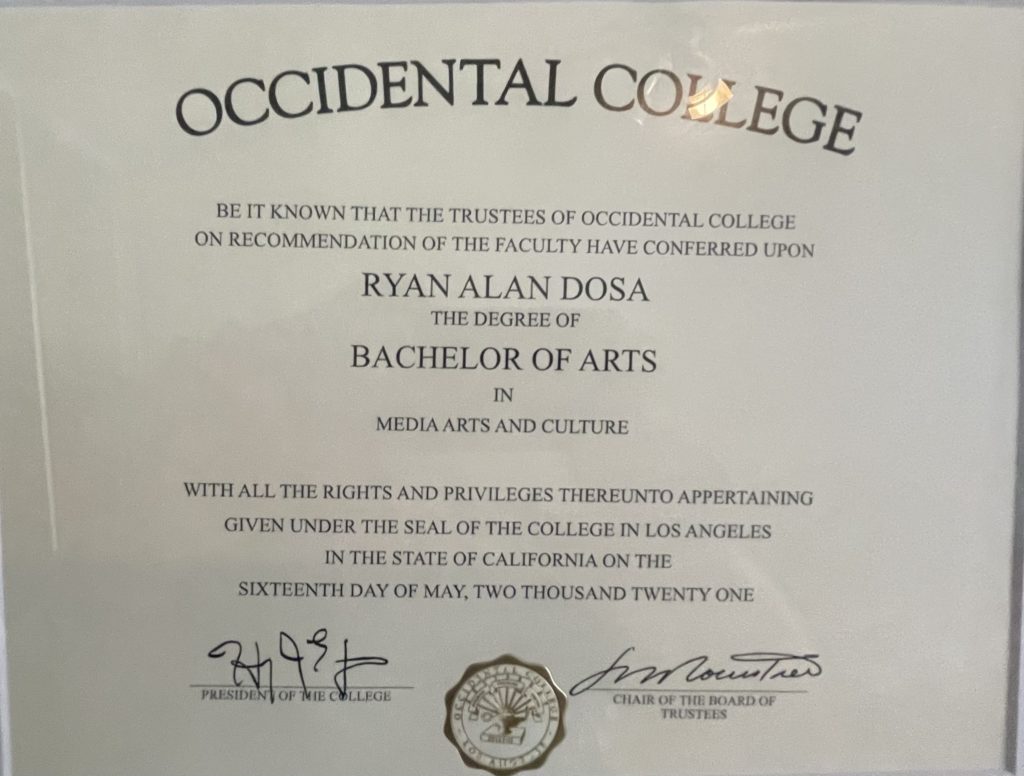 OCCIDENTAL COLLEGE
BE IT KNOWN THAT THE TRUSTEES OF OCCIDENTAL COLLEGE
ON RECOMMENDATION OF THE FACULTY HAVE CONFERRED UPON
RYAN ALAN DOSA
THE DEGREE OF
BACHELOR OF ARTS
IN
MEDIA ARTS AND CULTURE
WITH ALL THE RIGHTS AND PRIVILEGES THEREUNTO APPERTAINING
GIVEN UNDER THE SEAL OF THE COLLEGE IN LOS ANGELES
IN THE STATE OF CALIFORNIA ON THE
SIXTEENTH DAY OF MAY, TWO THOUSAND TWENTY ONE
PRESIDENT OF THE COLLEGE
CHAIR OF THE BOARD OF
TRUSTEES
OCCIDENTAL COLLEGE